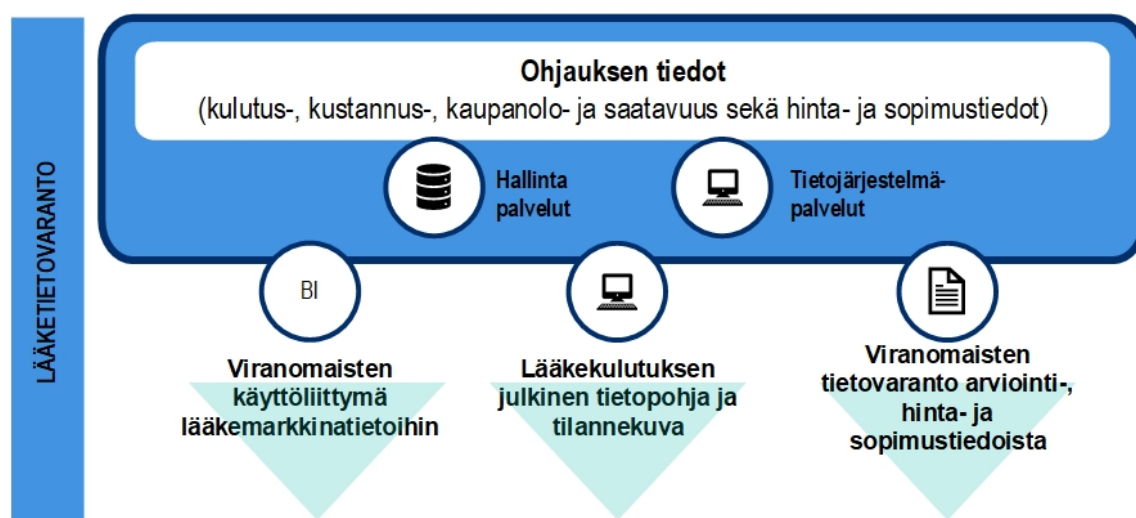 LÄÄKETIETOVARANTO
Ohjauksen tiedot
(kulutus-, kustannus-, kaupanolo- ja saatavuus sekä hinta- ja sopimustiedot)
Hallinta
palvelut
Tietojärjestelmä-
palvelut
BI
Viranomaisten
käyttöliittymä
lääkemarkkinatietoihin
Lääkekulutuksen
julkinen tietopohja ja
tilannekuva
Viranomaisten
tietovaranto arviointi-,
hinta- ja
sopimustiedoista